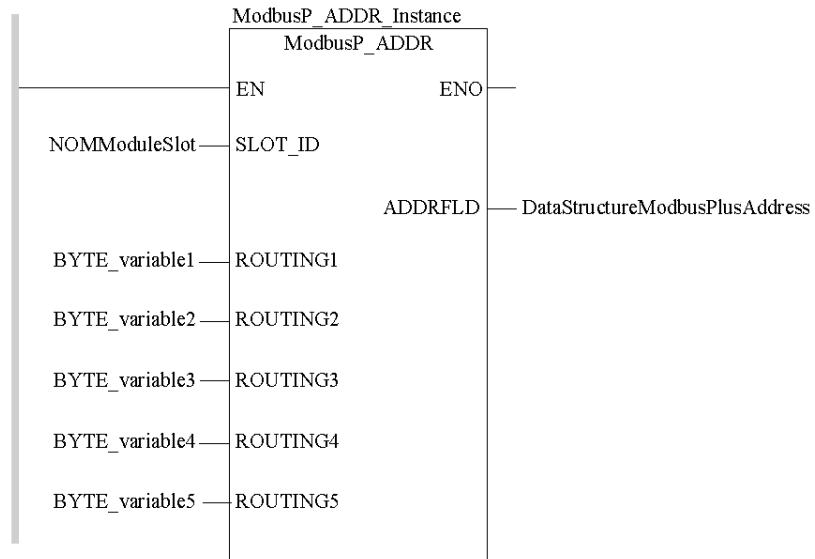 ModbusP_ADDR_Instance
ModbusP_ADDR
EN ENO
NOMModuleSlot SLOT_ID
ADDRFLD DataStructureModbusPlusAddress
BYTE_variable1 ROUTING1
BYTE_variable2 ROUTING2
BYTE_variable3 ROUTING3
BYTE_variable4 ROUTING4
BYTE_variable5 ROUTING5